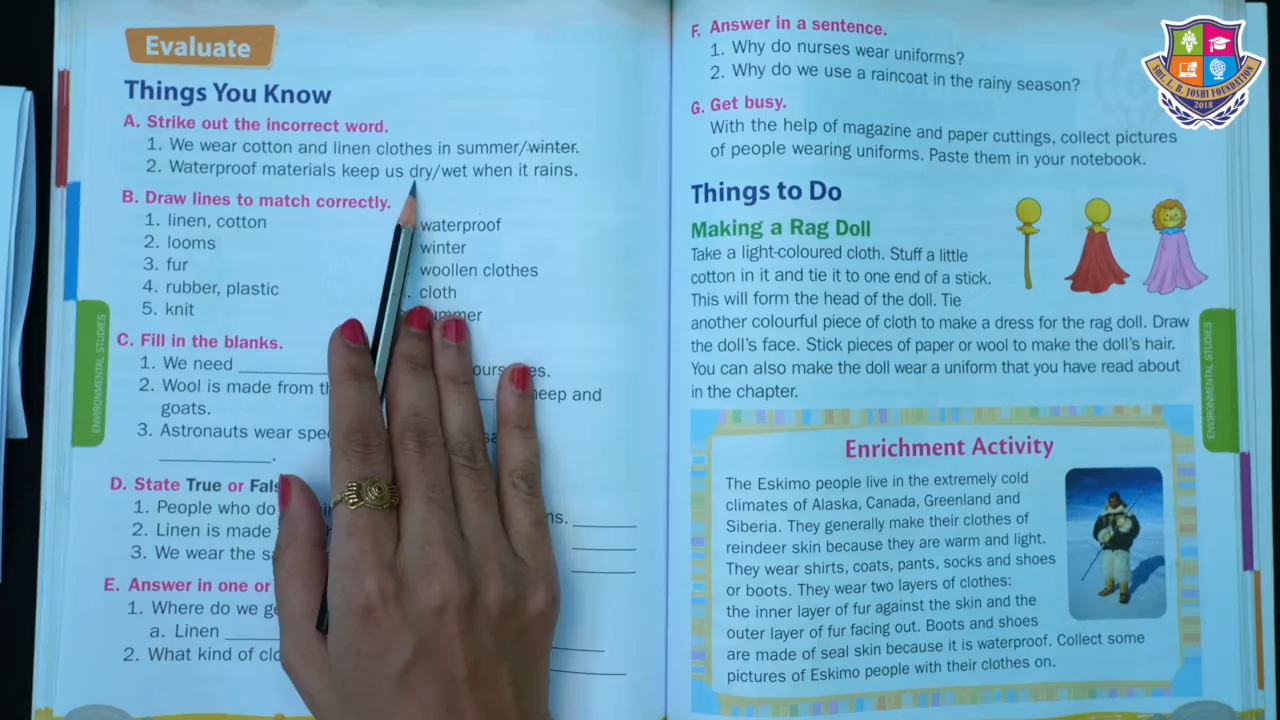 Evaluate
Things You Know
A. Strike out the incorrect word.
1. We wear cotton and linen clothes in summer/winter.
2. Waterproof materials keep us dry/wet when it rains.
B. Draw lines to match correctly.
1. linen, cotton
waterproof
2. looms
winter
3. fur
woollen clothes
4. rubber, plastic
cloth
5. knit
C. Fill in the blanks.
1. We need
2. Wool is made from
and
goats.
3. Astronauts wear
D. State True or
1. People who do
2. Linen is made
3. We wear the
E. Answer in one or
1. Where do we
a. Linen
2. What kind of
ENVIRONMENTAL STUDIES
F. Answer in a sentence.
1. Why do nurses wear uniforms?
2. Why do we use a raincoat in the rainy season?
G. Get busy.
With the help of magazine and paper cuttings, collect pictures
of people wearing uniforms. Paste them in your notebook.
Things to Do
Making a Rag Doll
Take a light-coloured cloth. Stuff a little
cotton in it and tie it to one end of a stick.
This will form the head of the doll. Tie
another colourful piece of cloth to make a dress for the rag doll. Draw
the doll's face. Stick pieces of paper or wool to make the doll's hair.
You can also make the doll wear a uniform that you have read about
in the chapter.
Enrichment Activity
The Eskimo people live in the extremely cold
climates of Alaska, Canada, Greenland and
Siberia. They generally make their clothes of
reindeer skin because they are warm and light.
They wear shirts, coats, pants, socks and shoes
or boots. They wear two layers of clothes:
the inner layer of fur against the skin and the
outer layer of fur facing out. Boots and shoes
are made of seal skin because it is waterproof. Collect some
pictures of Eskimo people with their clothes on.
ENVIRONMENTAL STUDIES
SMT. I. B. JOSHI FOUNDATION
2018